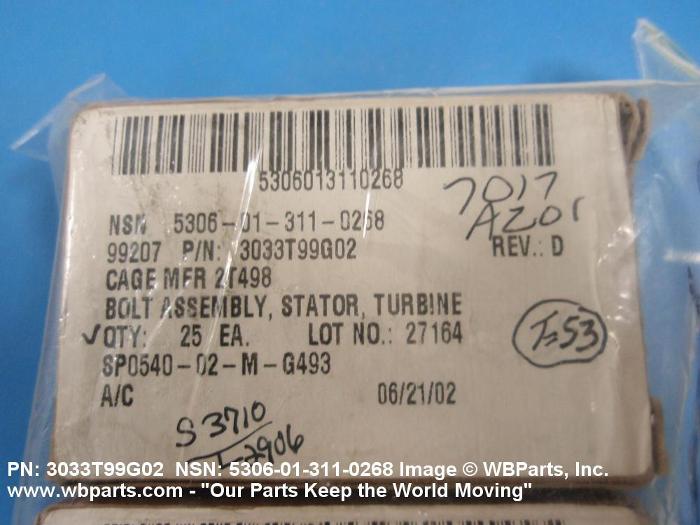 5306013110268
7017
A201
NSN 5306-01-311-0268
99207 P/N: 3033T99G02 REV.: D
CAGE MFR 2T498
BOLT ASSEMBLY, STATOR, TURBINE
✓QTY: 25 EA. LOT NO.: 27164
T=53
SP0540-02-M-G493
A/C 06/21/02
S 3710
PN: 3033T99G02 NSN: 5306-01-311-0268 Image © WBParts, Inc.
www.wbparts.com - "Our Parts Keep the World Moving"